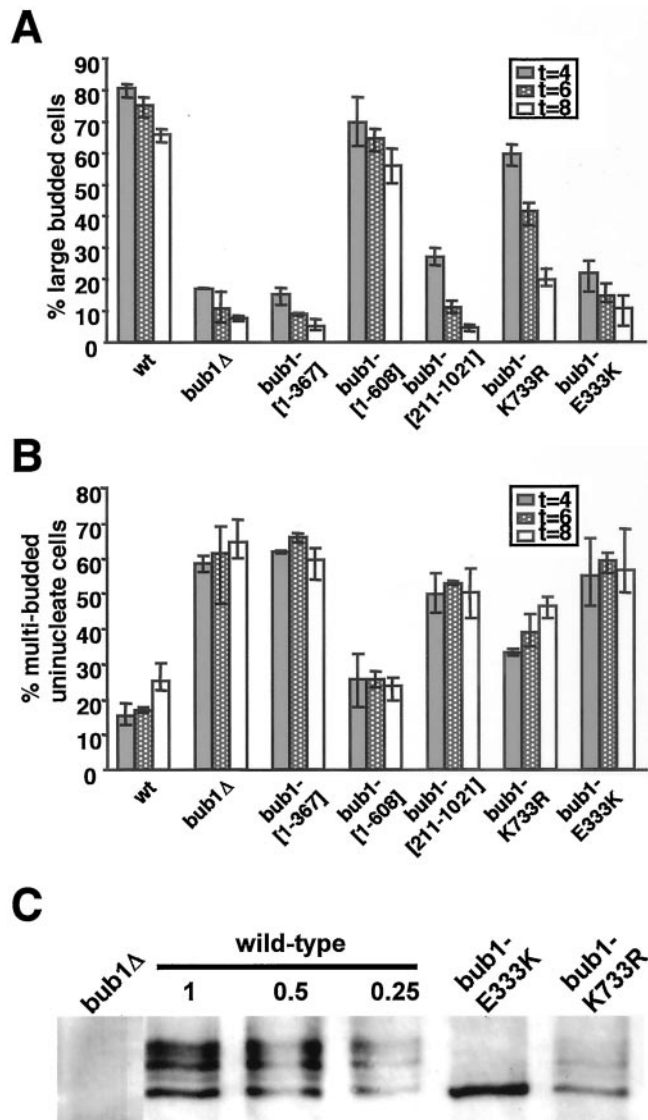 A
% large budded cells
90
80
70
60
50
40
30
20
10
0
t=4
t=6
t=8
wt
bub1Δ
bub1-
[1-367]
bub1-
[1-608]
bub1-
[211-1021]
bub1-
K733R
bub1-
E333K
B
% multi-budded
uninucleate cells
80
70
60
50
40
30
20
10
0
t=4
t=6
t=8
wt
bub1Δ
bub1-
[1-367]
bub1-
[1-608]
bub1-
[211-1021]
bub1-
K733R
bub1-
E333K
C
bub1Δ
wild-type
1 0.5 0.25
bub1-
E333K
bub1-
K733R